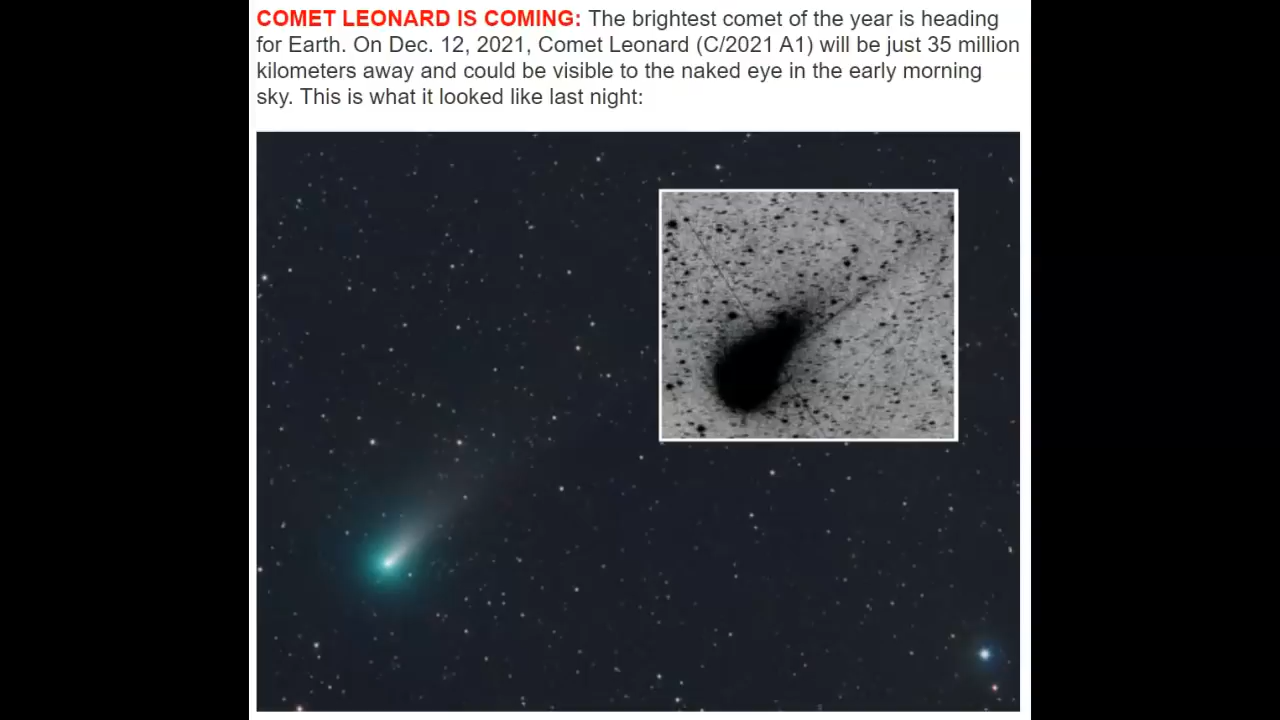 COMET LEONARD IS COMING: The brightest comet of the year is heading
for Earth. On Dec. 12, 2021, Comet Leonard (C/2021 A1) will be just 35 million
kilometers away and could be visible to the naked eye in the early morning
sky. This is what it looked like last night: